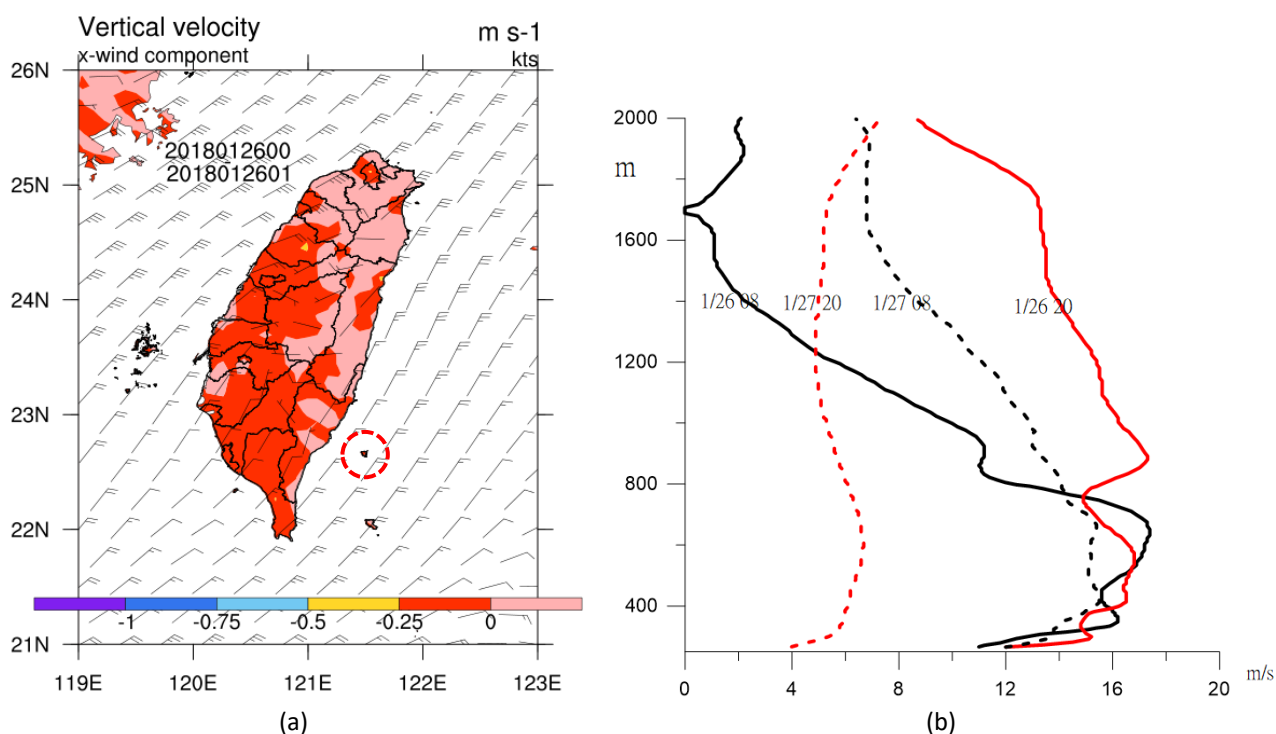 Vertical velocity
m s-1
x-wind component
kts
26N
25N
24N
23N
22N
21N
2018012600
2018012601
-1
-0.75
-0.5
-0.25
0
119E
120E
121E
122E
123E
(a)
2000
m
1600
1200
800
400
1/26 08
1/27 20
1/27 08
1/26 20
0
4
8
12
16
20
m/s
(b)